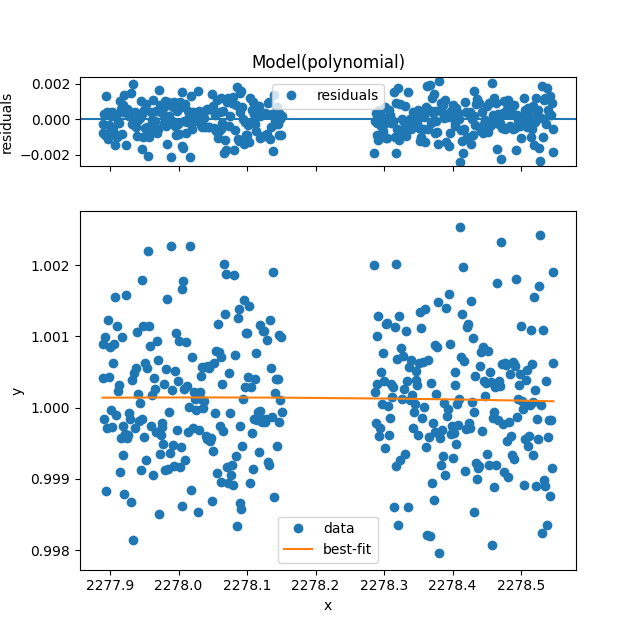 Model(polynomial)
0.002
0.000
−0.002
residuals
residuals
1.002
1.001
1.000
0.999
0.998
y
data
best-fit
2277.9 2278.0 2278.1 2278.2 2278.3 2278.4 2278.5
x